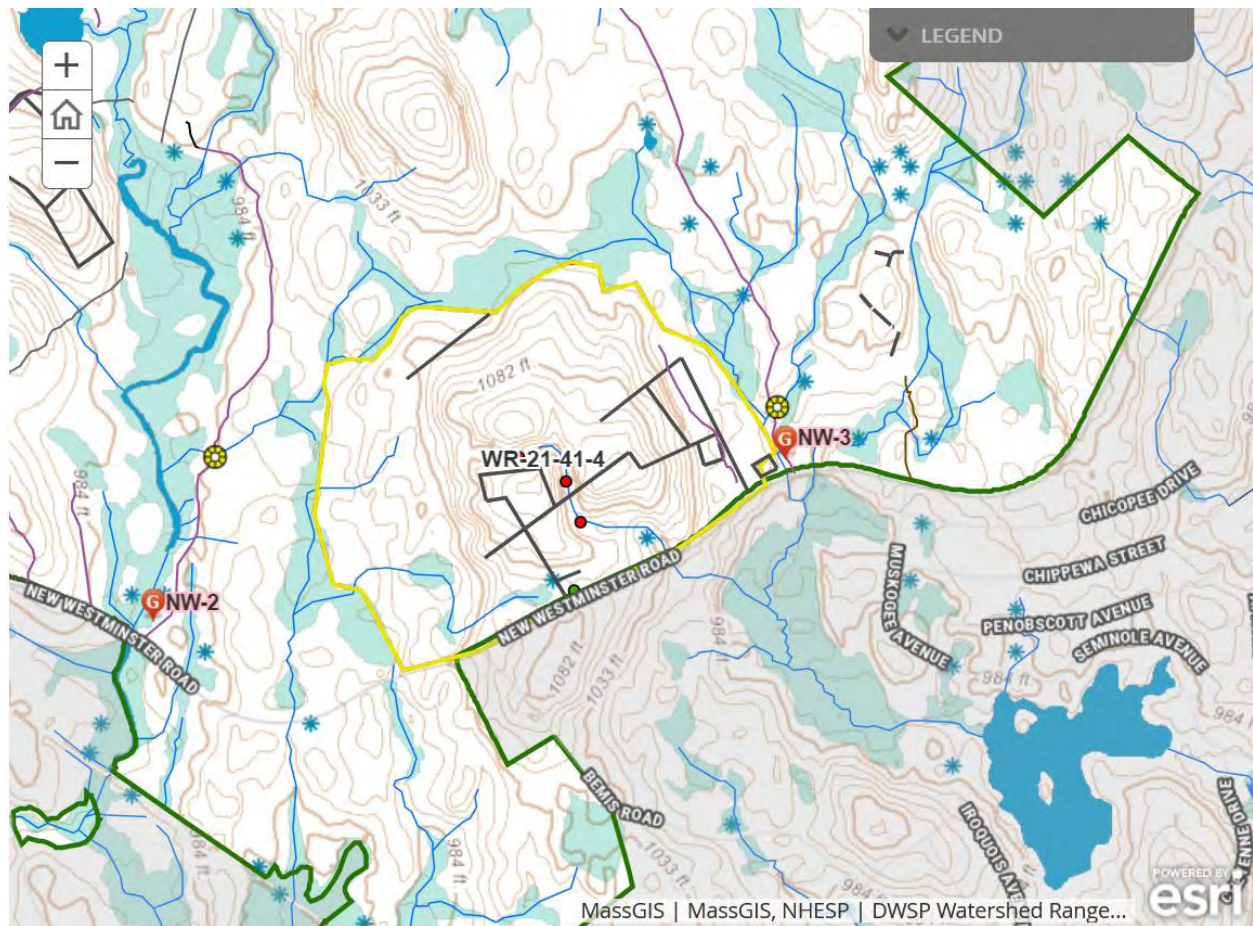 LEGEND
+
−
1033 ft
984 ft
1082 ft
WR-21-41-4
G NW-3
984 ft
CHICOPEE DRIVE
CHIPPEWA STREET
MUSKOGEE AVENUE
PENOBSCOTT AVENUE
SEMINOLE AVENUE
G NW-2
NEW WESTMINSTER ROAD
NEW WESTMINSTER ROAD
984 ft
984 ft
1082 ft
1033 ft
984
BEMIS ROAD
IROQUOIS AVE
984 ft
984 ft
1033 ft
984 ft
ENNE DRIVE
POWERED BY
esri
MassGIS | MassGIS, NHESP | DWSP Watershed Range...